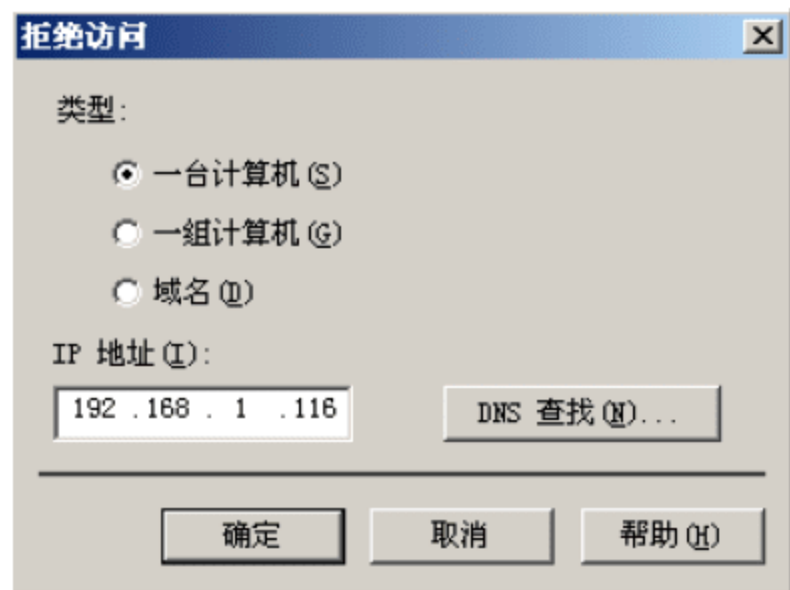 拒绝访问
类型:
一台计算机(S)
一组计算机(G)
域名(D)
IP 地址(I):
192 .168 . 1 .116
DNS 查找(N)...
确定
取消
帮助(H)